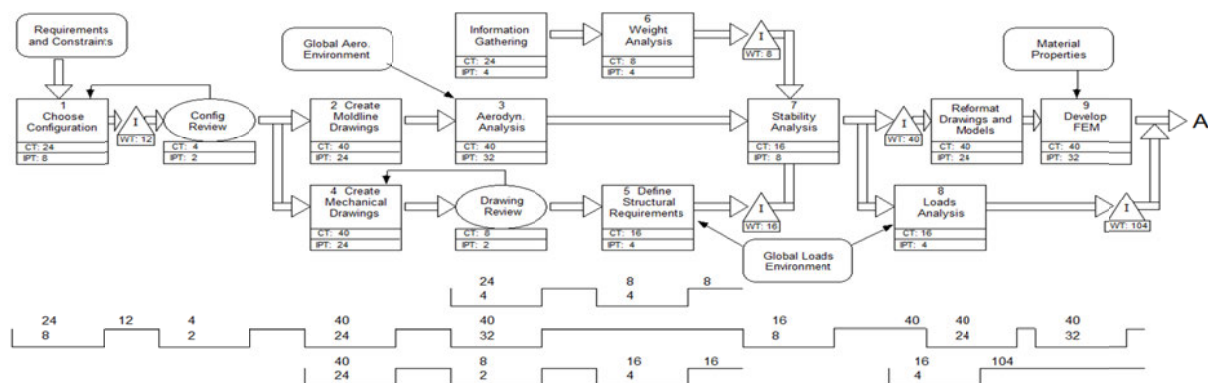 Requirements
and Constraints
1
Choose
Configuration
CT: 24
IPT: 8
I
WT: 12
Config
Review
CT: 4
IPT: 2
Global Aero.
Environment
2 Create
Moldline
Drawings
CT: 40
IPT: 24
4 Create
Mechanical
Drawings
CT: 40
IPT: 24
Information
Gathering
CT: 24
IPT: 4
3
Aerodyn.
Analysis
CT: 40
IPT: 32
Drawing
Review
CT: 8
IPT: 2
6
Weight
Analysis
CT: 8
IPT: 4
5 Define
Structural
Requirements
CT: 16
IPT: 4
I
WT: 8
I
WT: 16
7
Stability
Analysis
CT: 16
IPT: 8
Global Loads
Environment
I
WT: 40
Reformat
Drawings
and Models
CT: 40
IPT: 24
8
Loads
Analysis
CT: 16
IPT: 4
Material
Properties
9
Develop
FEM
CT: 40
IPT: 32
I
WT: 104
A
24 8 8
4 4
24 12 4 40 40 16 40 40 40
8 2 24 32 8 24 32
40 8 16 16 16 104
24 2 4 4